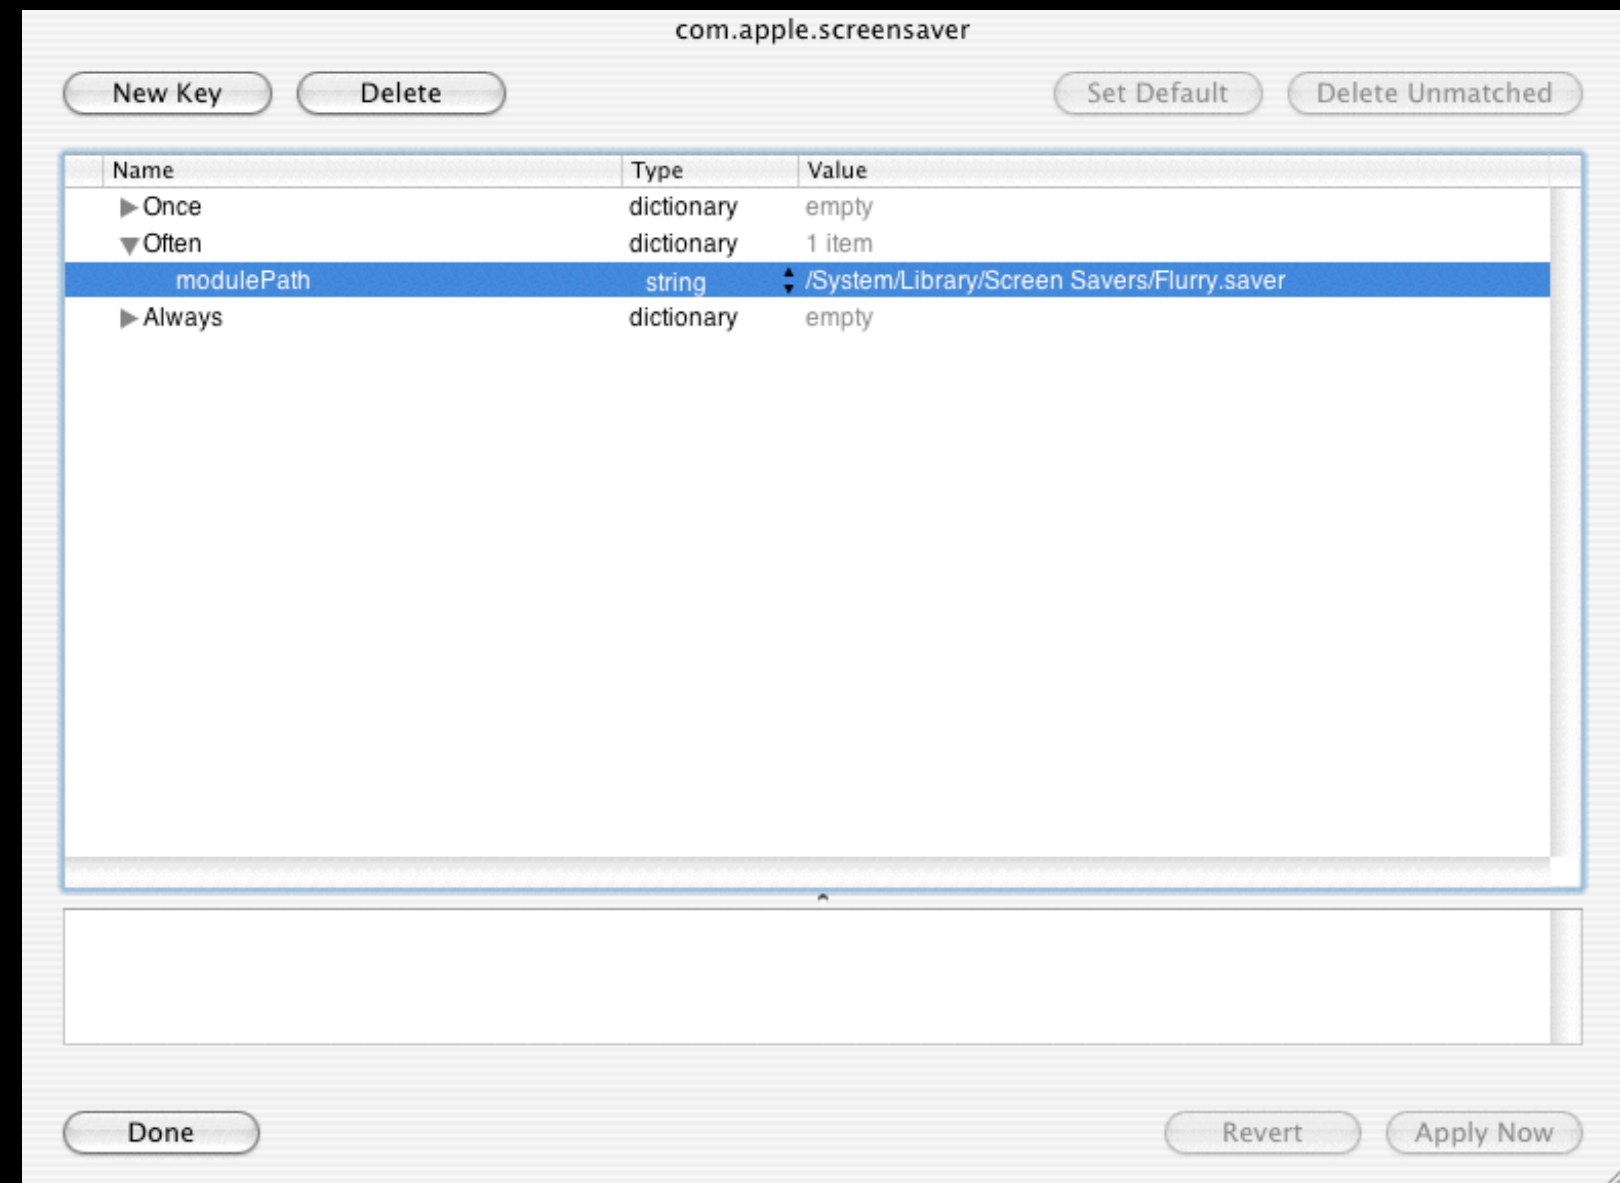 com.apple.screensaver
New Key Delete Set Default Delete Unmatched
Name Type Value
Once dictionary empty
Often dictionary 1 item
modulePath string /System/Library/Screen Savers/Flurry.saver
Always dictionary empty
Done Revert Apply Now